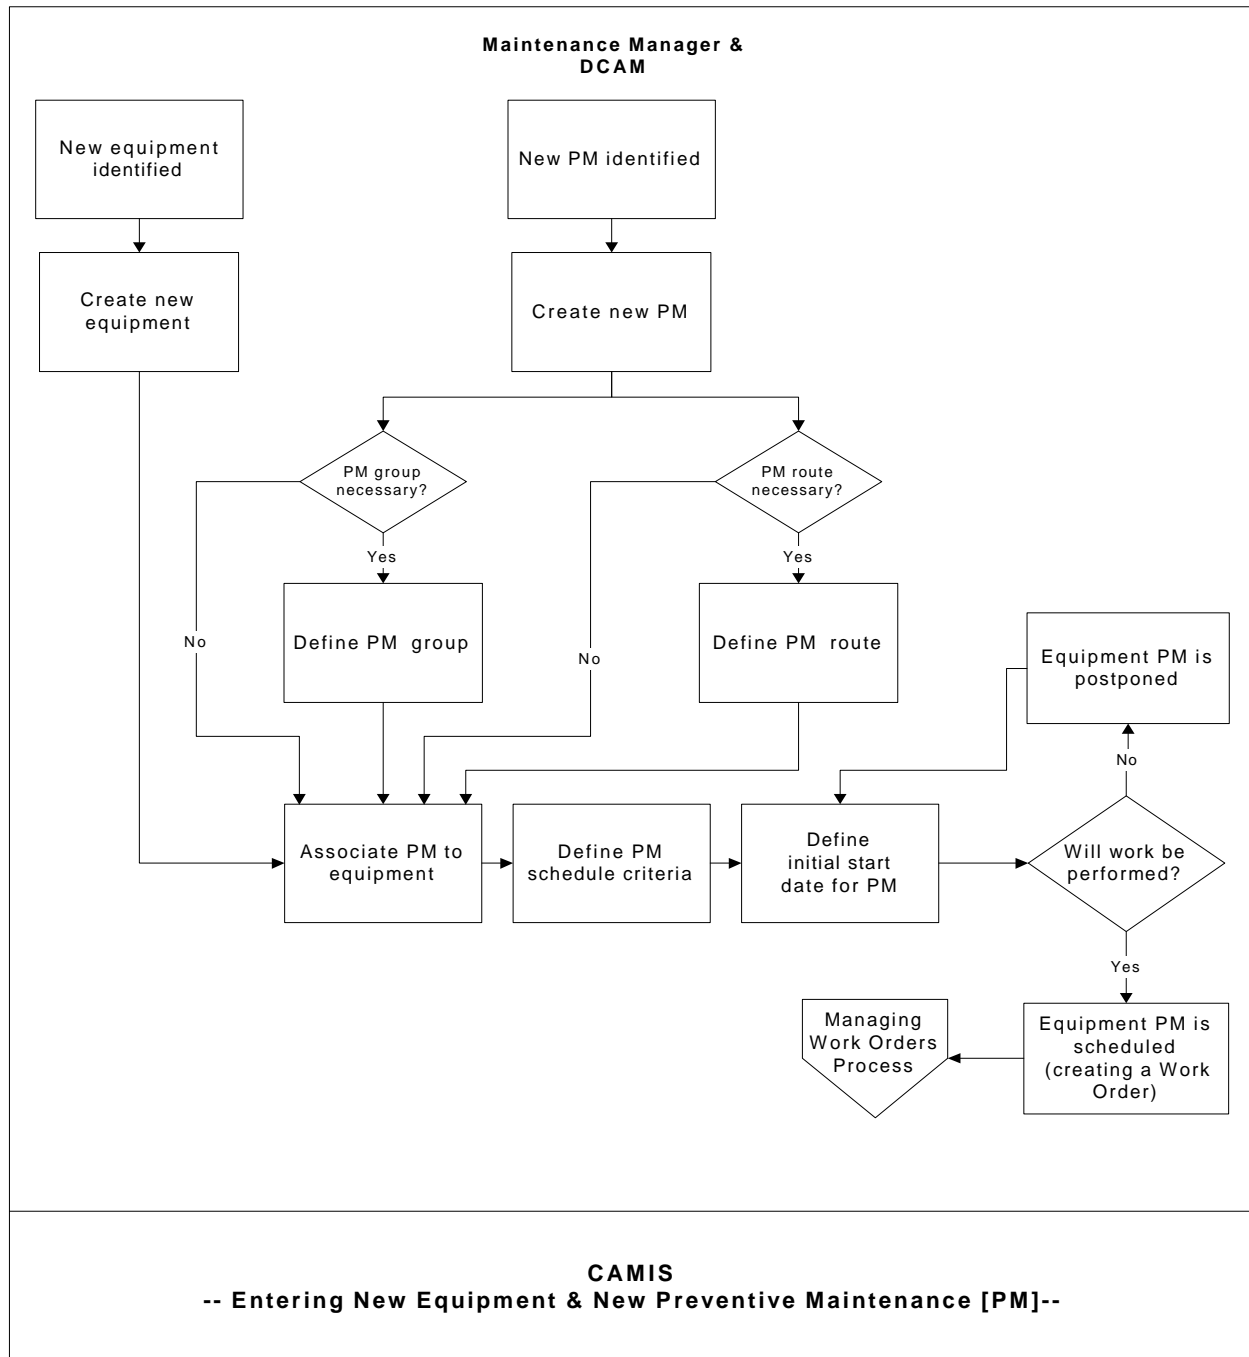 Maintenance Manager &
DCAM
New equipment
identified
New PM identified
Create new
equipment
Create new PM
PM group
necessary?
PM route
necessary?
Yes
Yes
No
Define PM group
No
Define PM route
Equipment PM is
postponed
No
Associate PM to
equipment
Define PM
schedule criteria
Define
initial start
date for PM
Will work be
performed?
Yes
Managing
Work Orders
Process
Equipment PM is
scheduled
(creating a Work
Order)
CAMIS
-- Entering New Equipment & New Preventive Maintenance [PM]--